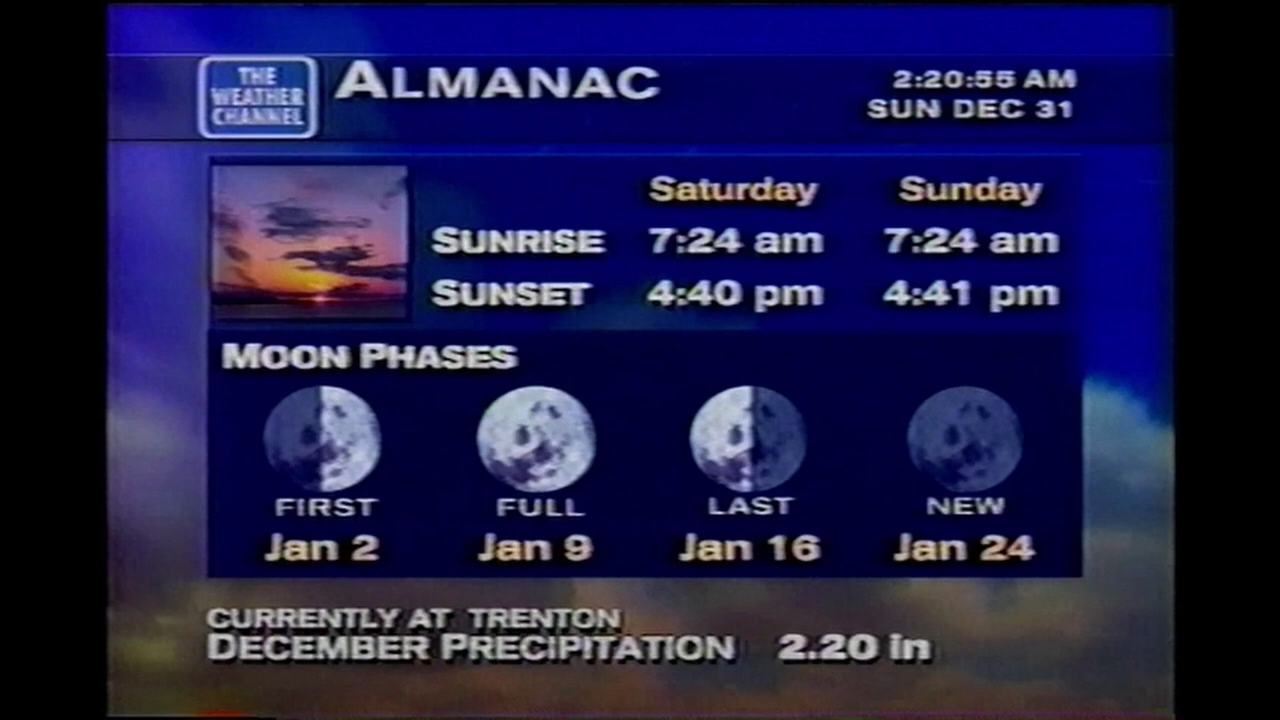 THE
WEATHER
CHANNEL
ALMANAC
2:20:55 AM
SUN DEC 31
Saturday Sunday
SUNRISE 7:24 am 7:24 am
SUNSET 4:40 pm 4:41 pm
MOON PHASES
FIRST FULL LAST NEW
Jan 2 Jan 9 Jan 16 Jan 24
CURRENTLY AT TRENTON
DECEMBER PRECIPITATION 2.20 in